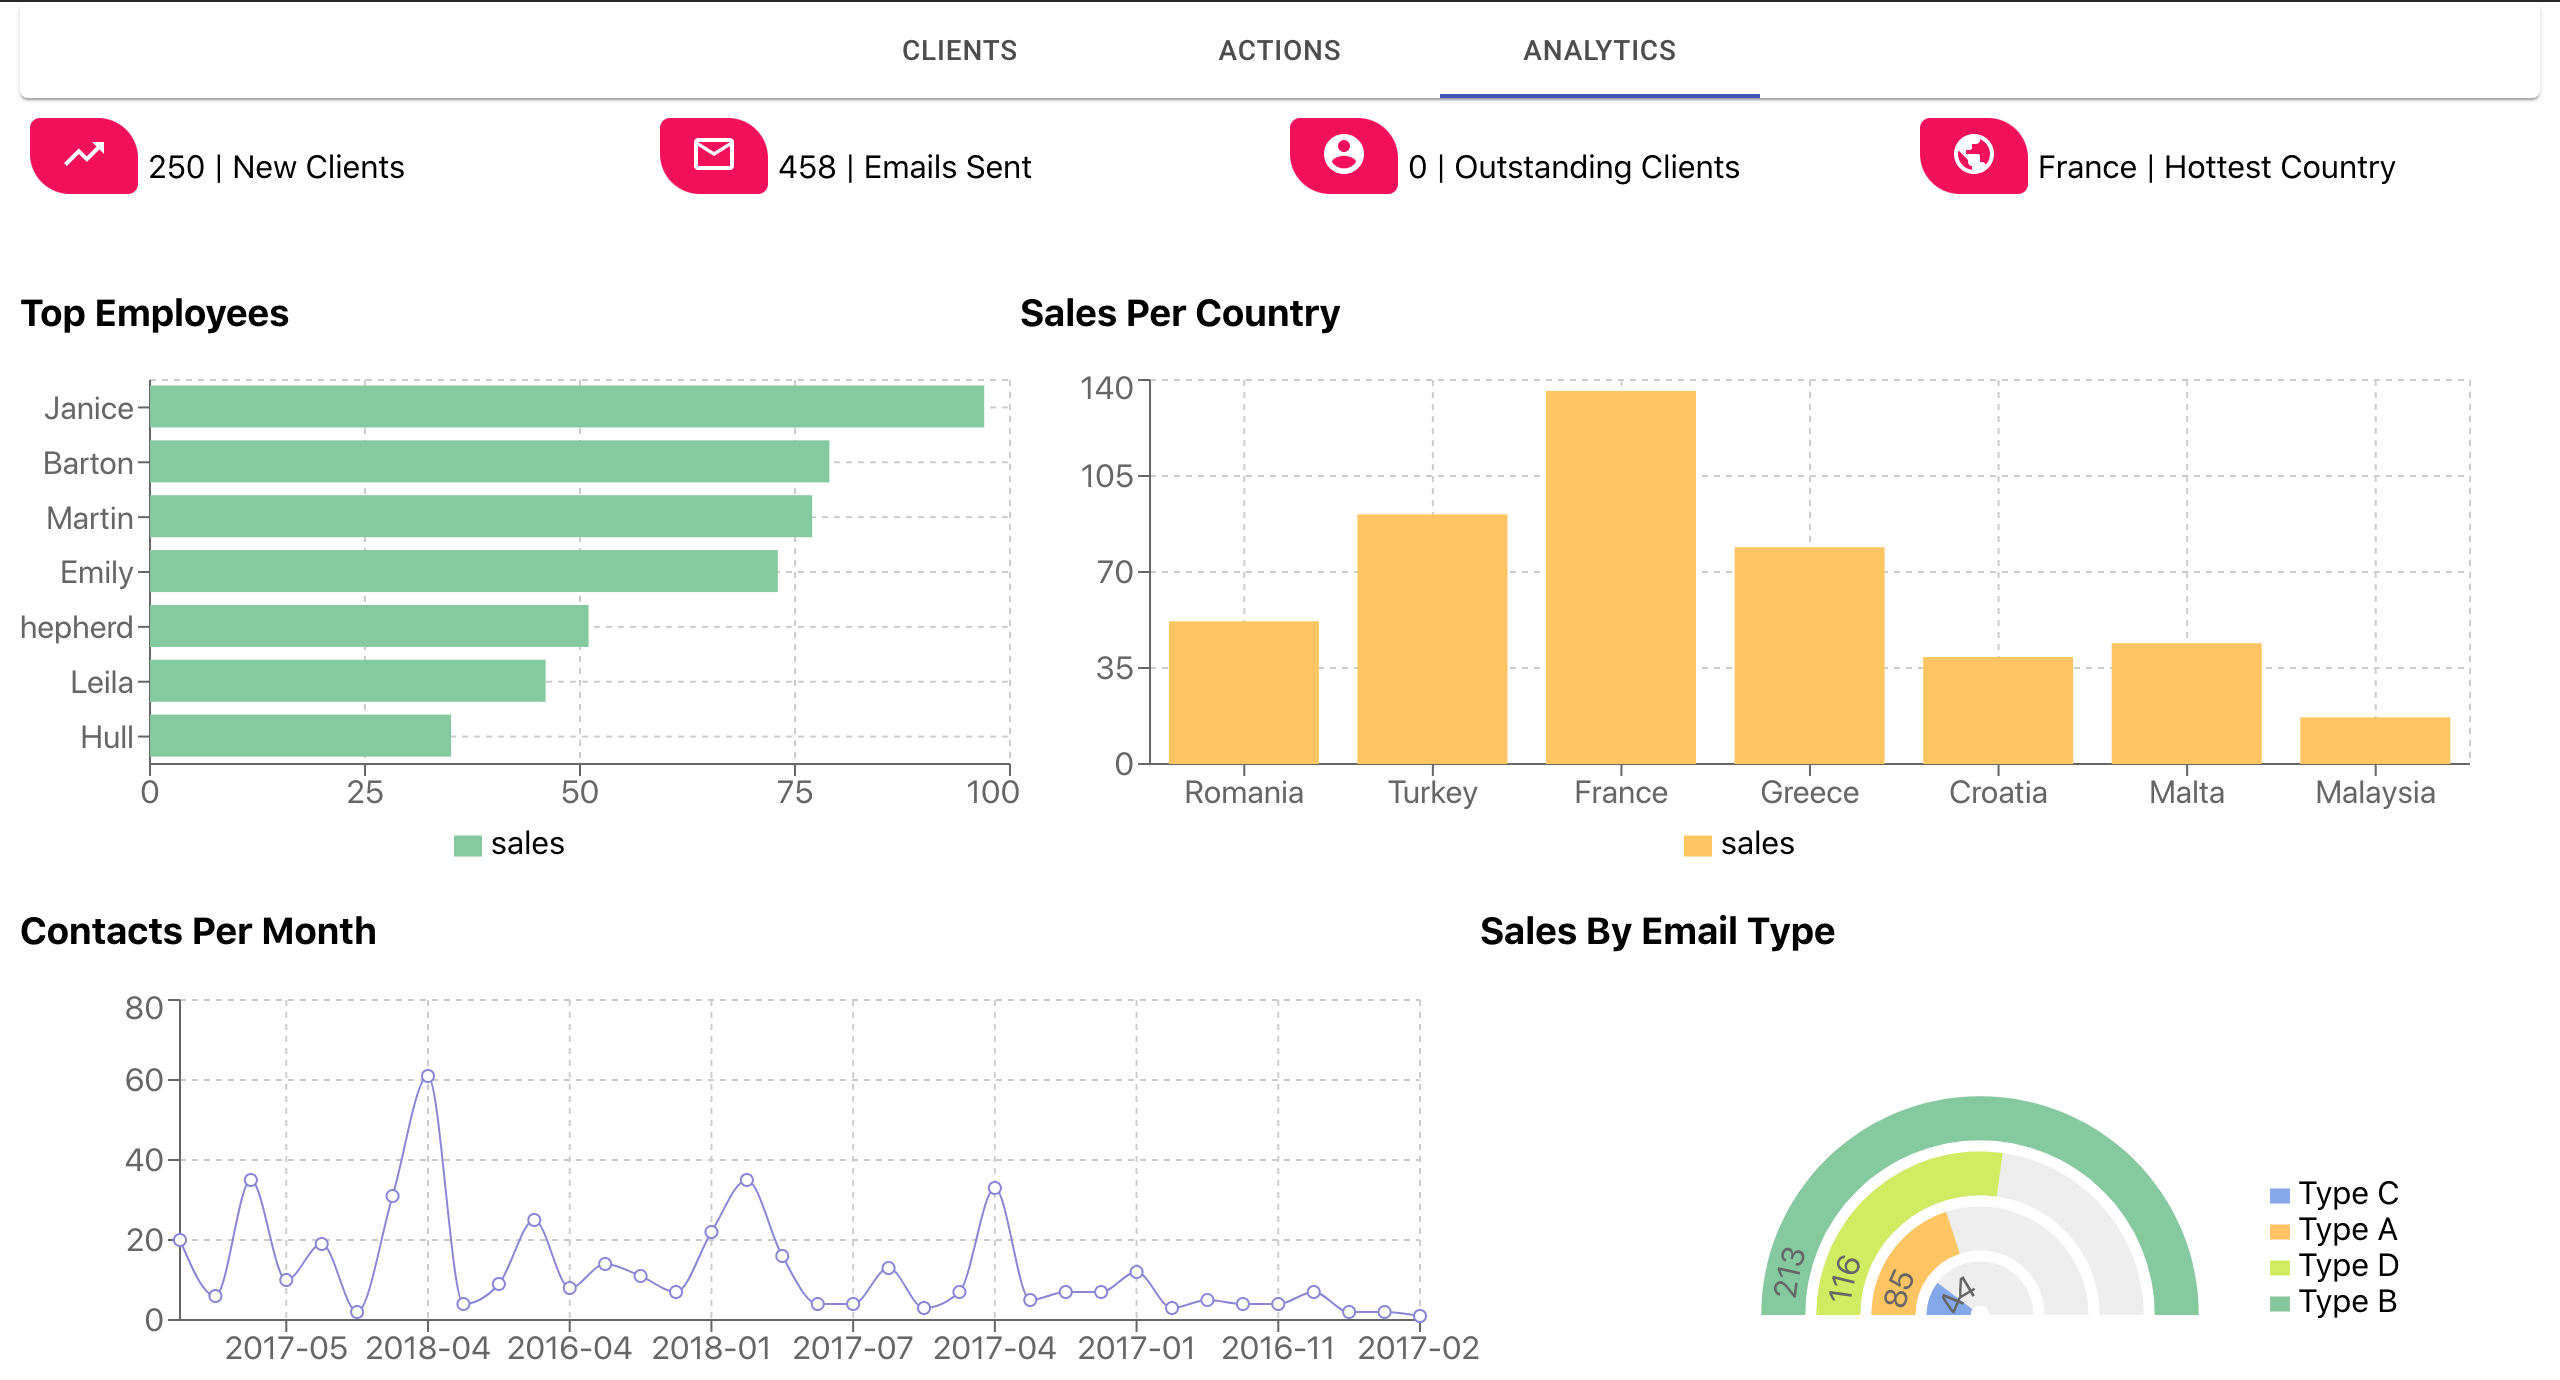 CLIENTS
ACTIONS
ANALYTICS
250 | New Clients
458 | Emails Sent
0 | Outstanding Clients
France | Hottest Country
Top Employees
Janice
Barton
Martin
Emily
hepherd
Leila
Hull
0 25 50 75 100
sales
Sales Per Country
140
105
70
35
0
Romania Turkey France Greece Croatia Malta Malaysia
sales
Contacts Per Month
80
60
40
20
0
2017-05 2018-04 2016-04 2018-01 2017-07 2017-04 2017-01 2016-11 2017-02
Sales By Email Type
213
116
85
44
Type C
Type A
Type D
Type B